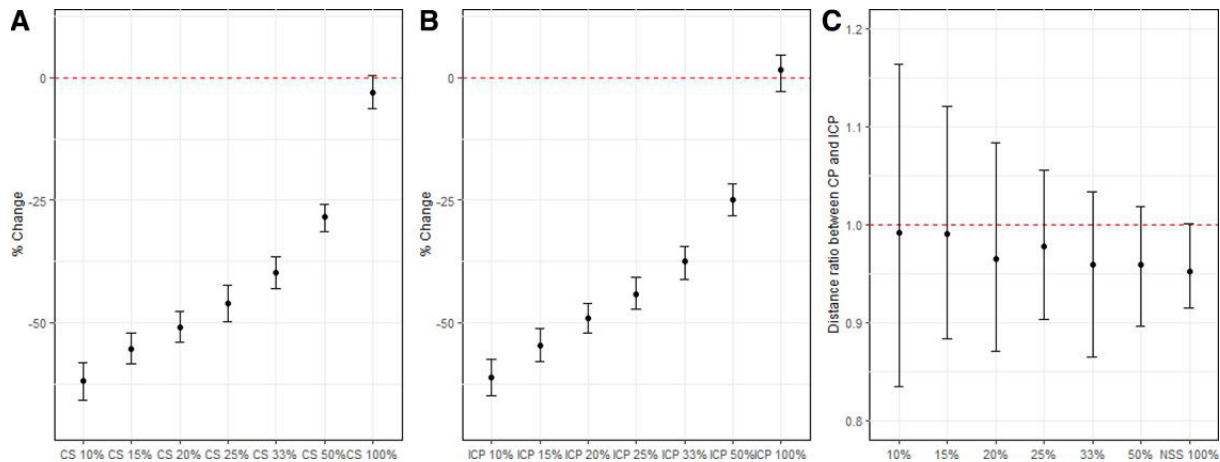 A
% Change
0
-25
-50
CS 10% CS 15% CS 20% CS 25% CS 33% CS 50% CS 100%
B
% Change
0
-25
-50
ICP 10% ICP 15% ICP 20% ICP 25% ICP 33% ICP 50% ICP 100%
C
Distance ratio between CP and ICP
1.2
1.1
1.0
0.9
0.8
10% 15% 20% 25% 33% 50% NSS 100%